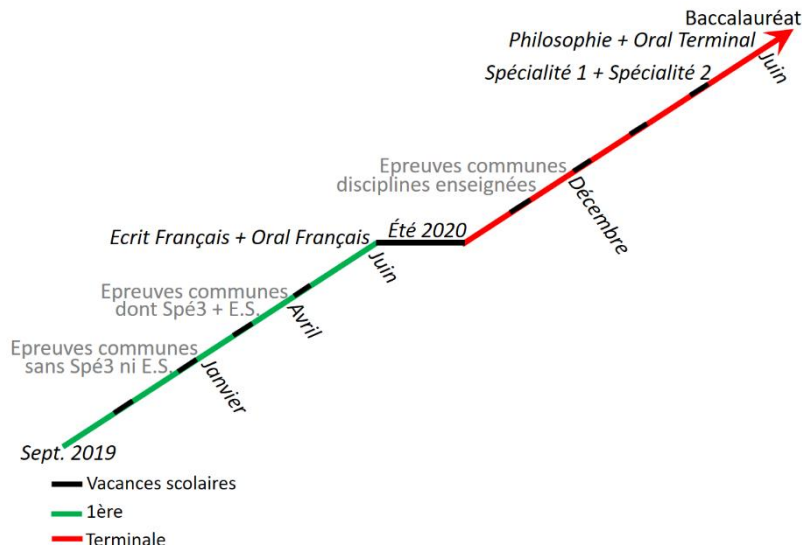 Baccalauréat
Philosophie + Oral Terminal
Juin
Spécialité 1 + Spécialité 2
Epreuves communes
disciplines enseignées
Décembre
Ecrit Français + Oral Français
Été 2020
Juin
Epreuves communes
dont Spé3 + E.S.
Avril
Epreuves communes
sans Spé3 ni E.S.
Janvier
Sept. 2019
Vacances scolaires
1ère
Terminale